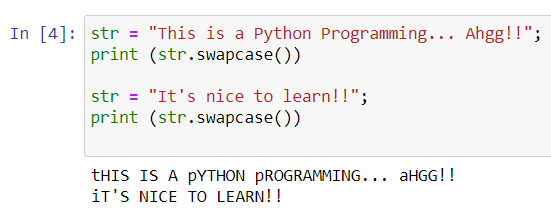 In [4]: str = "This is a Python Programming... Ahgg!!";
print (str.swapcase())
str = "It's nice to learn!!";
print (str.swapcase())
tHIS IS A pYTHON pROGRAMMING... aHGG!!
iT'S NICE TO LEARN!!